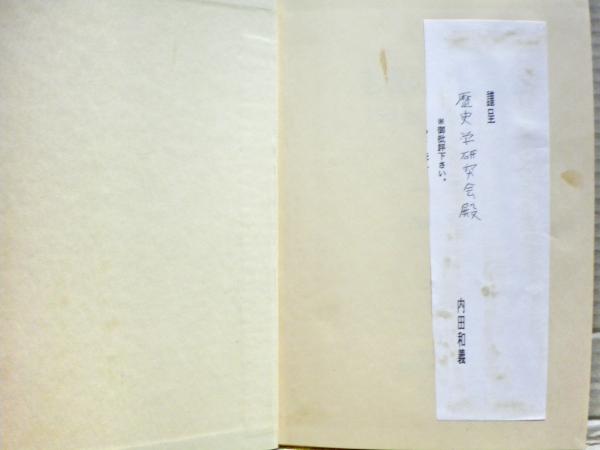 謹呈
歴史学研究会殿
※御批評下さい。
内田和義